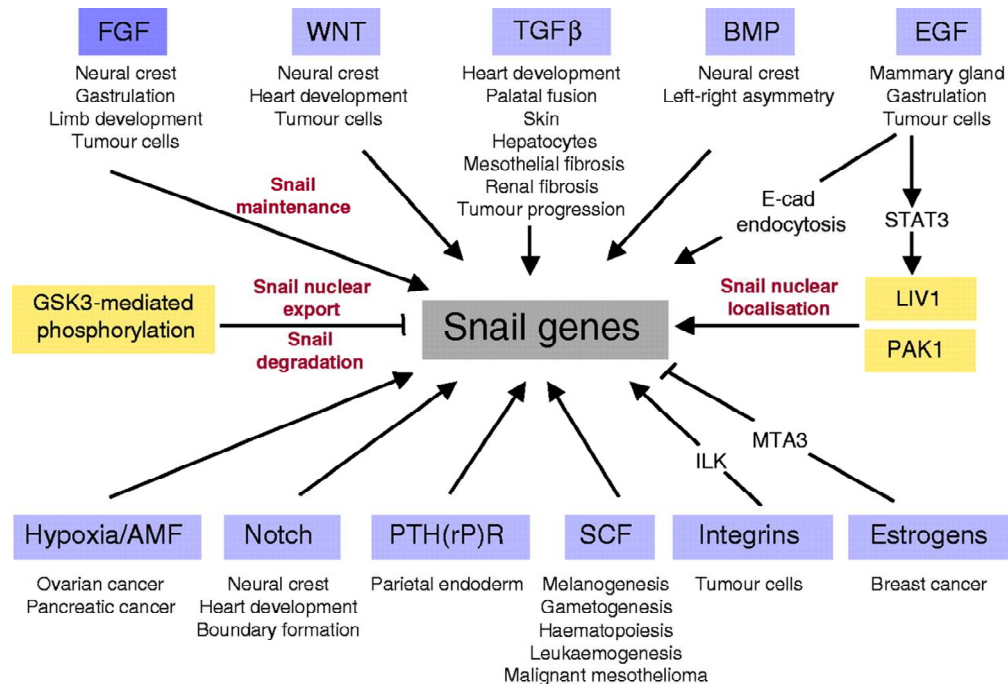 FGF
Neural crest
Gastrulation
Limb development
Tumour cells
WNT
Neural crest
Heart development
Tumour cells
TGFβ
Heart development
Palatal fusion
Skin
Hepatocytes
Mesothelial fibrosis
Renal fibrosis
Tumour progression
BMP
Neural crest
Left-right asymmetry
EGF
Mammary gland
Gastrulation
Tumour cells
Snail
maintenance
E-cad
endocytosis
STAT3
GSK3-mediated
phosphorylation
Snail nuclear
export
Snail
degradation
Snail genes
Snail nuclear
localisation
LIV1
PAK1
ILK
MTA3
Hypoxia/AMF
Ovarian cancer
Pancreatic cancer
Notch
Neural crest
Heart development
Boundary formation
PTH(rP)R
Parietal endoderm
SCF
Melanogenesis
Gametogenesis
Haematopoiesis
Leukaemogenesis
Malignant mesothelioma
Integrins
Tumour cells
Estrogens
Breast cancer